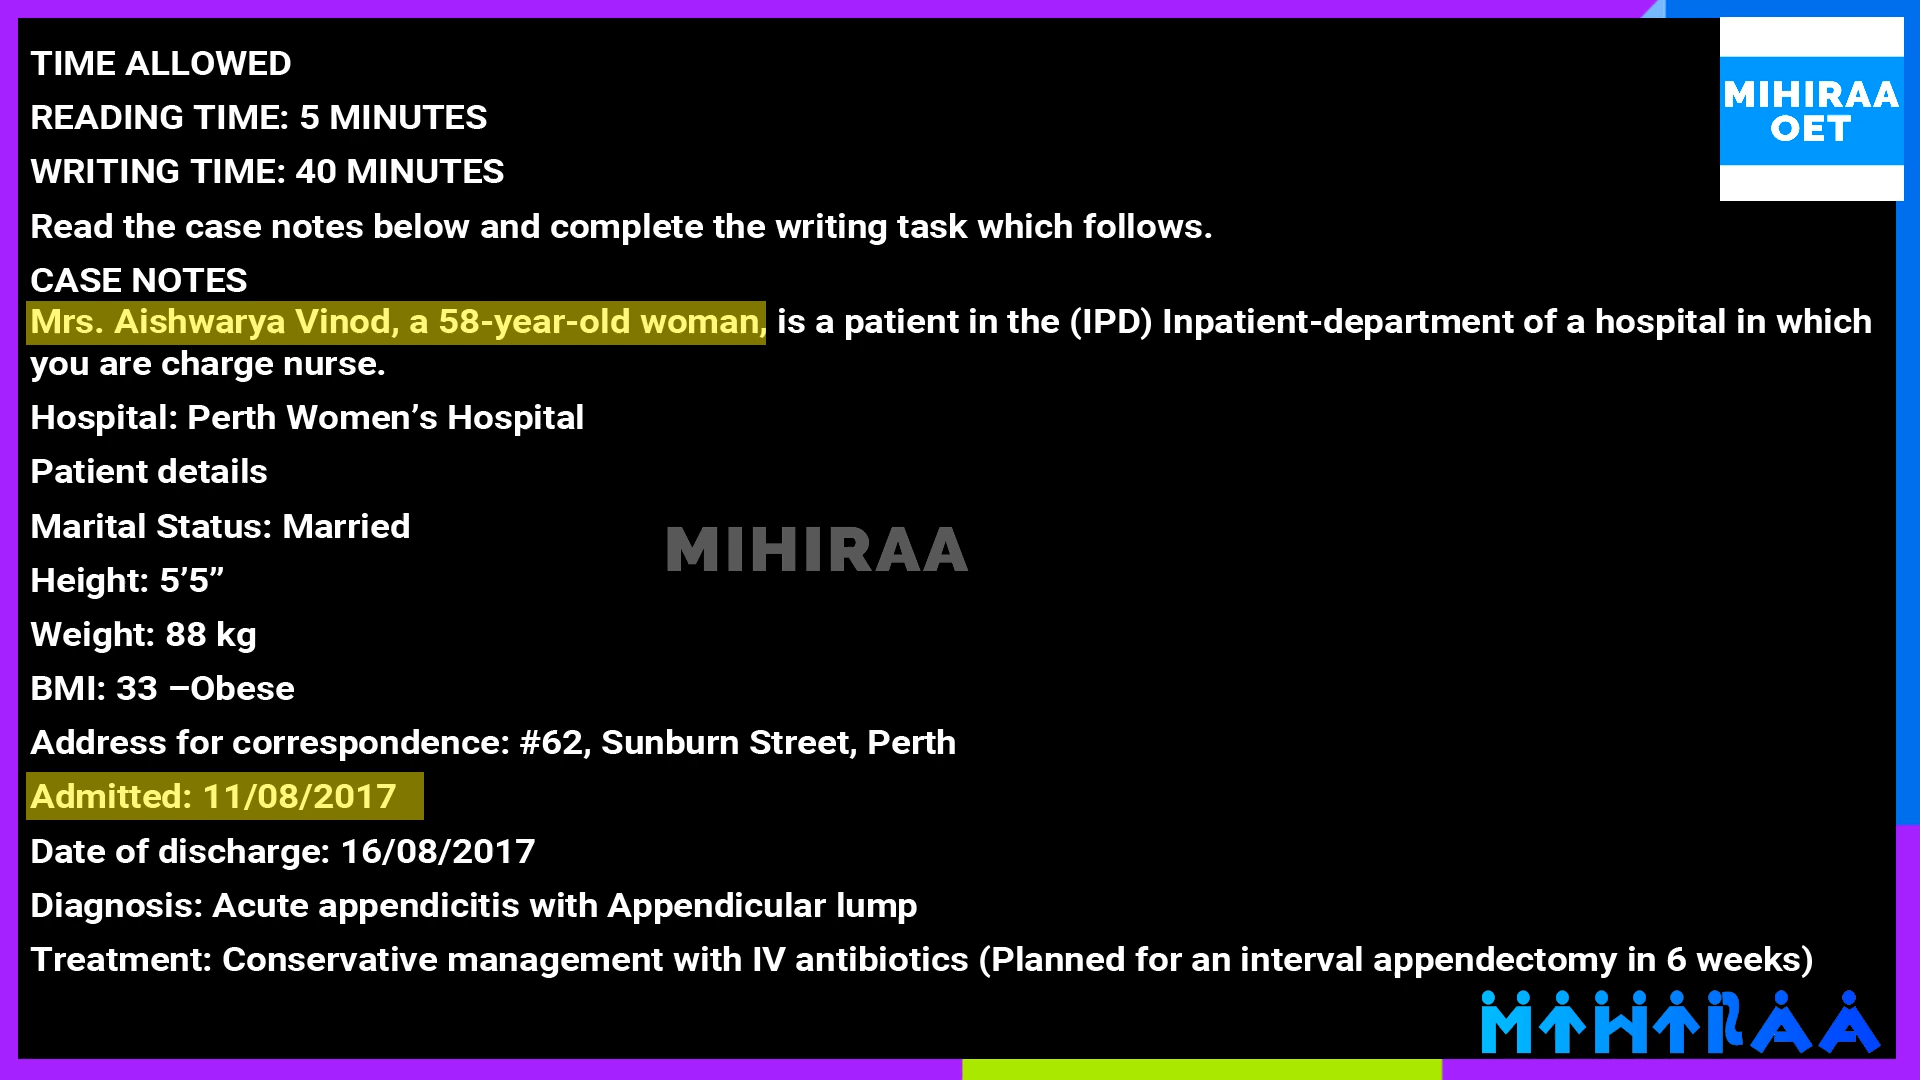 TIME ALLOWED
READING TIME: 5 MINUTES
WRITING TIME: 40 MINUTES
Read the case notes below and complete the writing task which follows.
CASE NOTES
Mrs. Aishwarya Vinod, a 58-year-old woman, is a patient in the (IPD) Inpatient-department of a hospital in which
you are charge nurse.
Hospital: Perth Women’s Hospital
Patient details
Marital Status: Married
Height: 5’5”
Weight: 88 kg
BMI: 33 –Obese
Address for correspondence: #62, Sunburn Street, Perth
Admitted: 11/08/2017
Date of discharge: 16/08/2017
Diagnosis: Acute appendicitis with Appendicular lump
Treatment: Conservative management with IV antibiotics (Planned for an interval appendectomy in 6 weeks)
MIHIRAA
OET
MIHIRAA
MIHIRAA